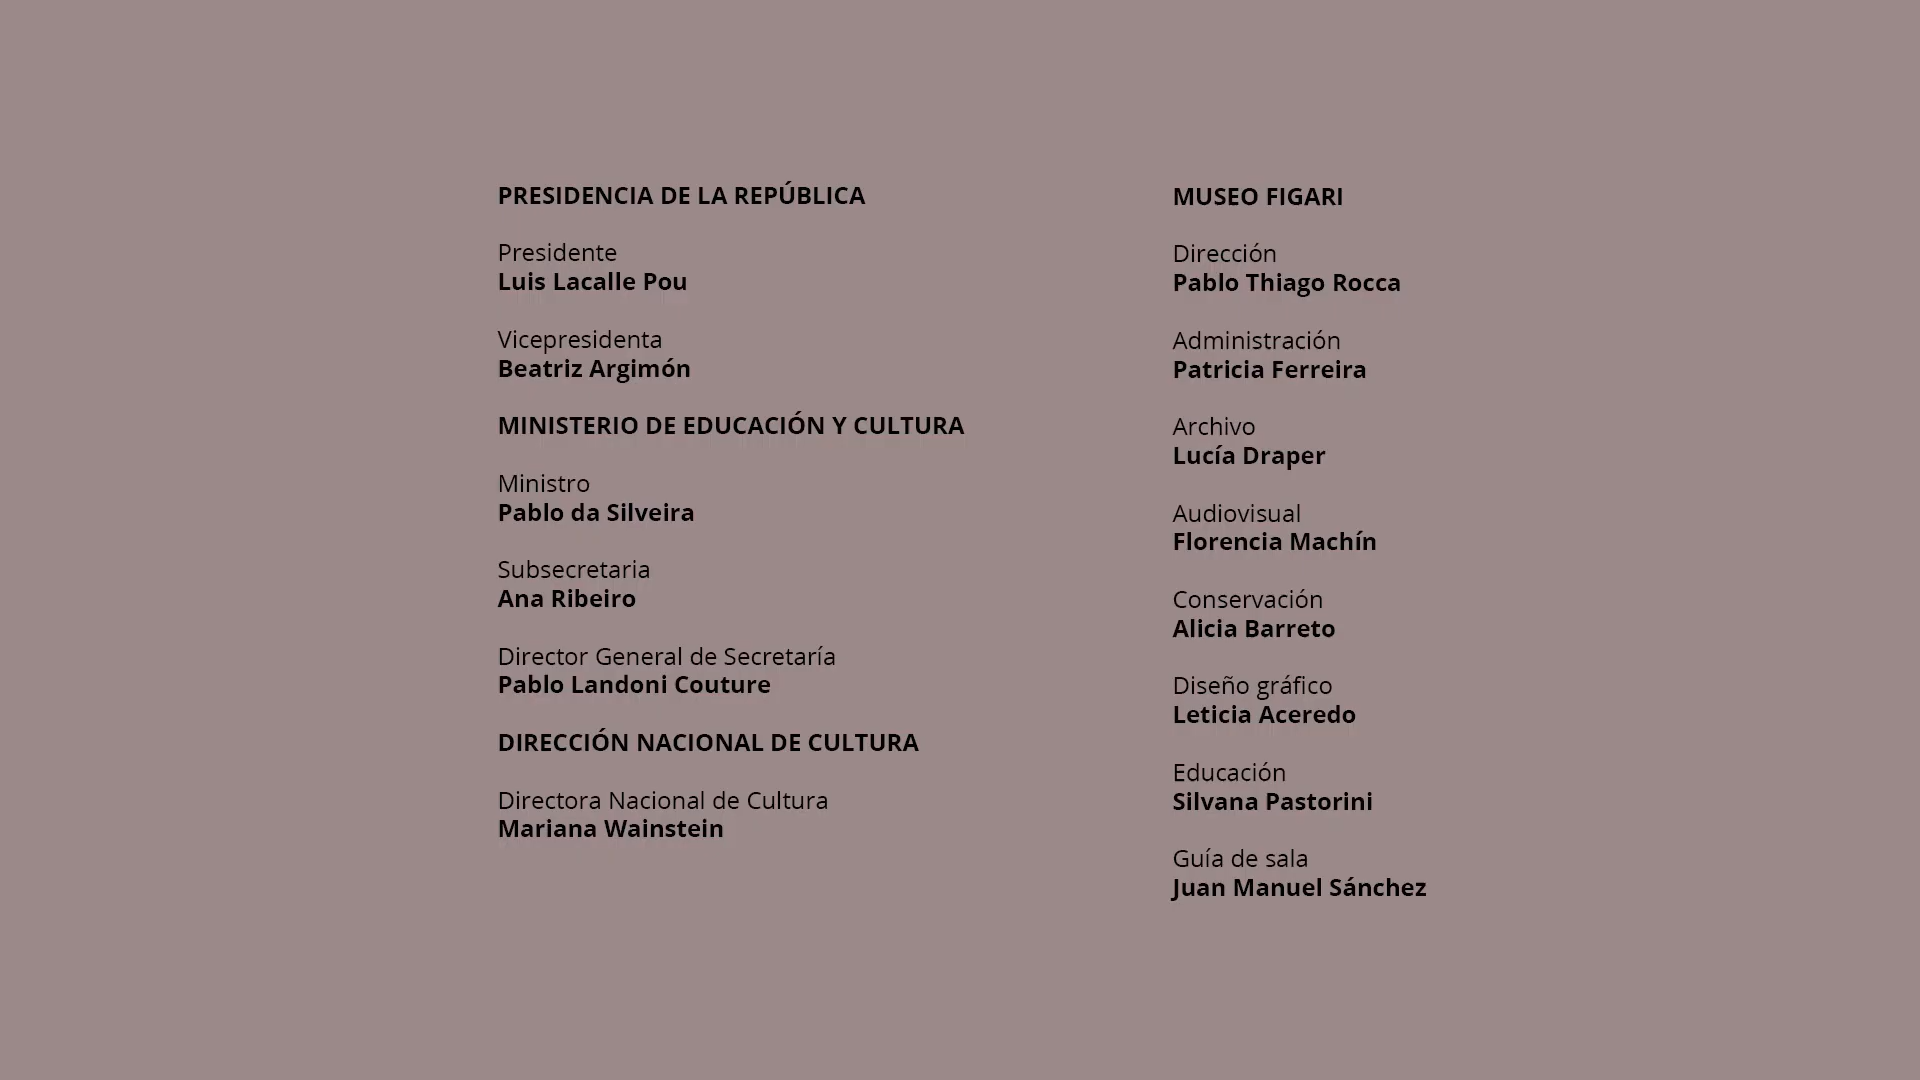 PRESIDENCIA DE LA REPÚBLICA
Presidente
Luis Lacalle Pou
Vicepresidenta
Beatriz Argimón
MINISTERIO DE EDUCACIÓN Y CULTURA
Ministro
Pablo da Silveira
Subsecretaria
Ana Ribeiro
Director General de Secretaría
Pablo Landoni Couture
DIRECCIÓN NACIONAL DE CULTURA
Directora Nacional de Cultura
Mariana Wainstein
MUSEO FIGARI
Dirección
Pablo Thiago Rocca
Administración
Patricia Ferreira
Archivo
Lucía Draper
Audiovisual
Florencia Machín
Conservación
Alicia Barreto
Diseño gráfico
Leticia Aceredo
Educación
Silvana Pastorini
Guía de sala
Juan Manuel Sánchez